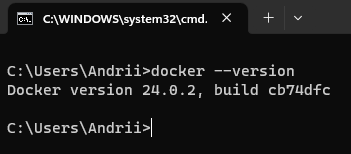 C:\WINDOWS\system32\cmd.
C:\Users\Andrii>docker --version
Docker version 24.0.2, build cb74dfc
C:\Users\Andrii>